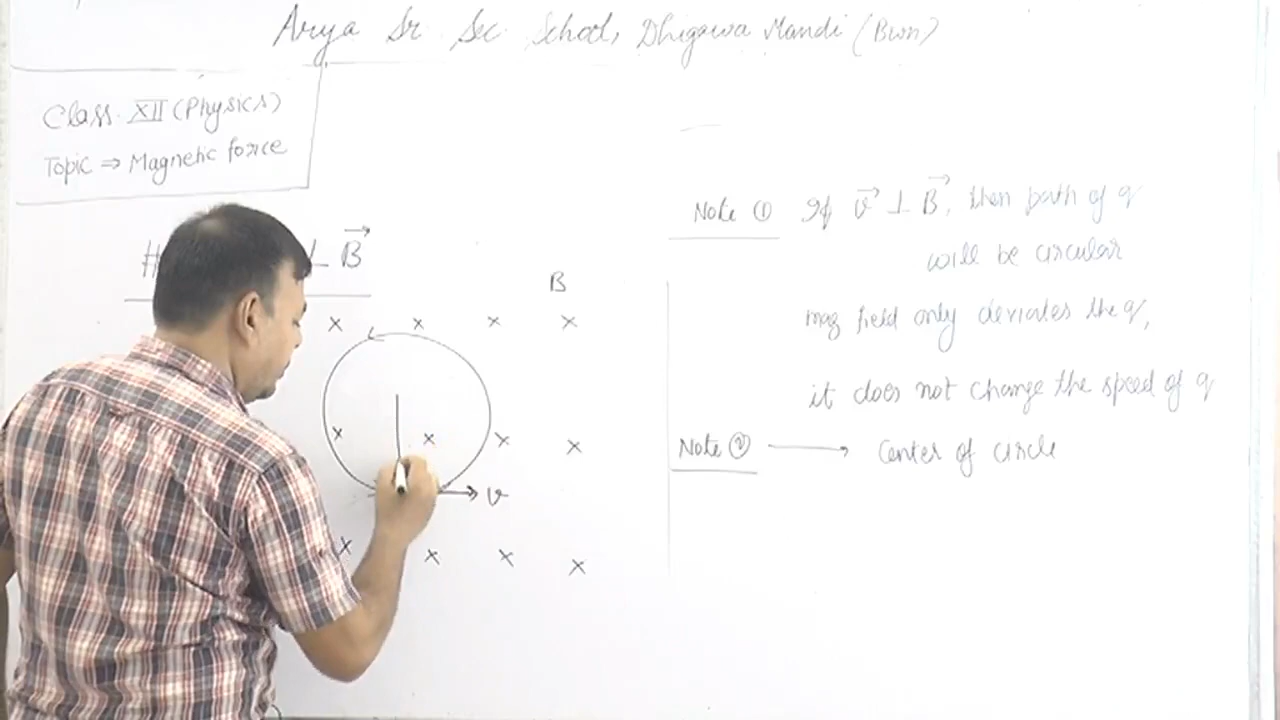 Arya Sr Sec School, Dhigawa Mandi (Bwn)
Class XII (Physics)
Topic ⇒ Magnetic force
# ⊥ B⃗
B
× × × ×
× × × ×
v
× × × ×
Note ① If v⃗ ⊥ B⃗, then path of q
will be circular
mag field only deviates the q,
it does not change the speed of q
Note ② ⟶ Center of circle